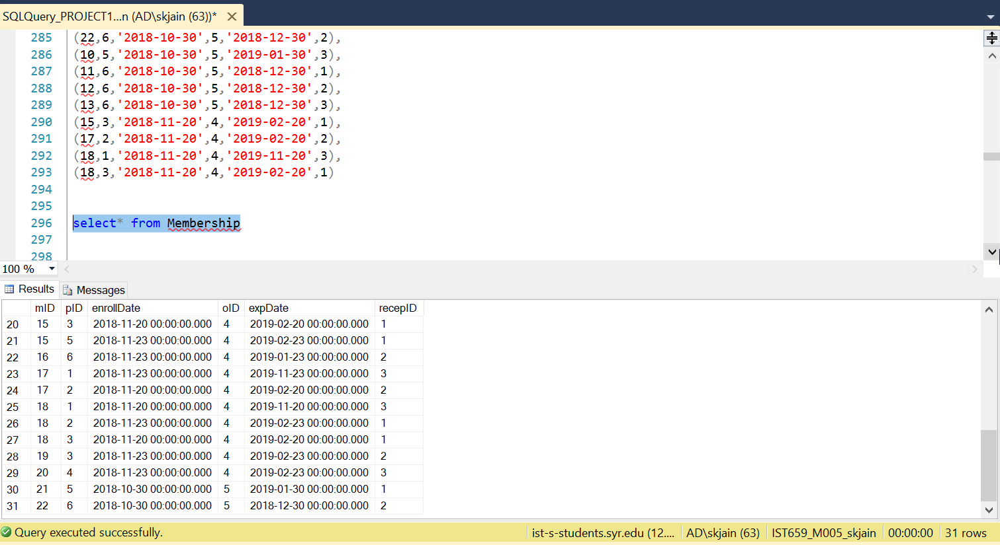 SQLQuery_PROJECT1...n (AD\skjain (63))*
285 (22,6,'2018-10-30',5,'2018-12-30',2),
286 (10,5,'2018-10-30',5,'2019-01-30',3),
287 (11,6,'2018-10-30',5,'2018-12-30',1),
288 (12,6,'2018-10-30',5,'2018-12-30',2),
289 (13,6,'2018-10-30',5,'2018-12-30',3),
290 (15,3,'2018-11-20',4,'2019-02-20',1),
291 (17,2,'2018-11-20',4,'2019-02-20',2),
292 (18,1,'2018-11-20',4,'2019-11-20',3),
293 (18,3,'2018-11-20',4,'2019-02-20',1)
294
295
296 select* from Membership
297
298
100 %
Results Messages
mID pID enrollDate oID expDate recepID
20 15 3 2018-11-20 00:00:00.000 4 2019-02-20 00:00:00.000 1
21 15 5 2018-11-23 00:00:00.000 4 2019-02-23 00:00:00.000 1
22 16 6 2018-11-23 00:00:00.000 4 2019-01-23 00:00:00.000 2
23 17 1 2018-11-23 00:00:00.000 4 2019-11-23 00:00:00.000 3
24 17 2 2018-11-20 00:00:00.000 4 2019-02-20 00:00:00.000 2
25 18 1 2018-11-20 00:00:00.000 4 2019-11-20 00:00:00.000 3
26 18 2 2018-11-23 00:00:00.000 4 2019-02-23 00:00:00.000 1
27 18 3 2018-11-20 00:00:00.000 4 2019-02-20 00:00:00.000 1
28 19 3 2018-11-23 00:00:00.000 4 2019-02-23 00:00:00.000 2
29 20 4 2018-11-23 00:00:00.000 4 2019-02-23 00:00:00.000 3
30 21 5 2018-10-30 00:00:00.000 5 2019-01-30 00:00:00.000 1
31 22 6 2018-10-30 00:00:00.000 5 2018-12-30 00:00:00.000 2
Query executed successfully. ist-s-students.syr.edu (12.... AD\skjain (63) IST659_M005_skjain 00:00:00 31 rows